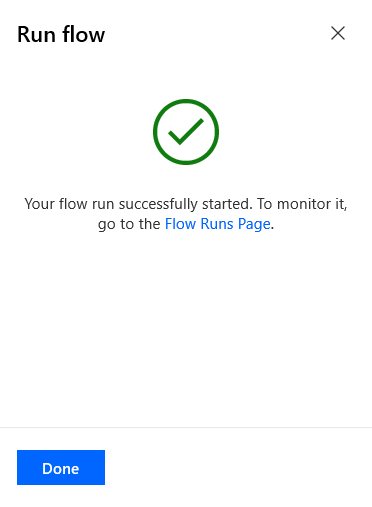 Run flow
Your flow run successfully started. To monitor it,
go to the Flow Runs Page.
Done